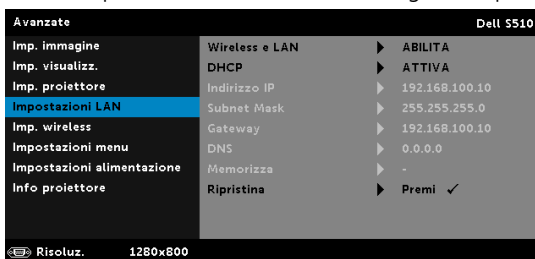 Avanzate Dell S510
Imp. immagine Wireless e LAN ABILITA
Imp. visualizz. DHCP ATTIVA
Imp. proiettore Indirizzo IP 192.168.100.10
Impostazioni LAN Subnet Mask 255.255.255.0
Imp. wireless Gateway 192.168.100.10
Impostazioni menu DNS 0.0.0.0
Impostazioni alimentazione Memorizza -
Info proiettore Ripristina Premi ✓
Risoluz. 1280x800